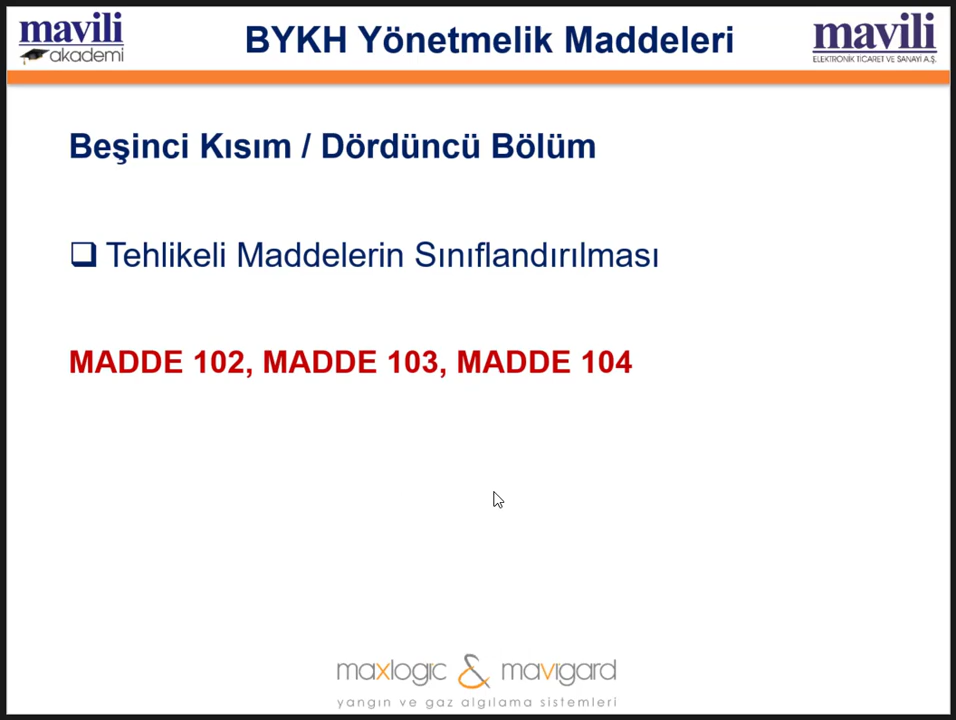 mavili
akademi
BYKH Yönetmelik Maddeleri
mavili
ELEKTRONİK TİCARET VE SANAYİ A.Ş.
Beşinci Kısım / Dördüncü Bölüm
Tehlikeli Maddelerin Sınıflandırılması
MADDE 102, MADDE 103, MADDE 104
maxlogic & mavigard
yangın ve gaz algılama sistemleri